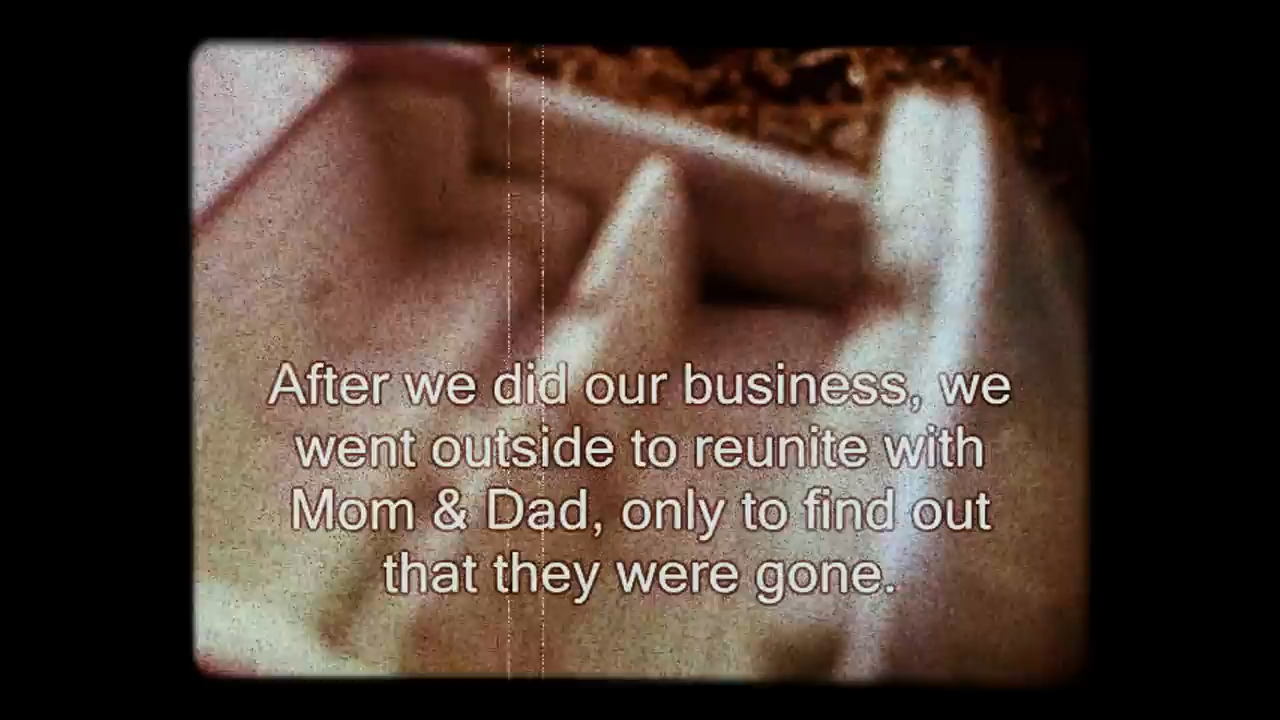 After we did our business, we
went outside to reunite with
Mom & Dad, only to find out
that they were gone.